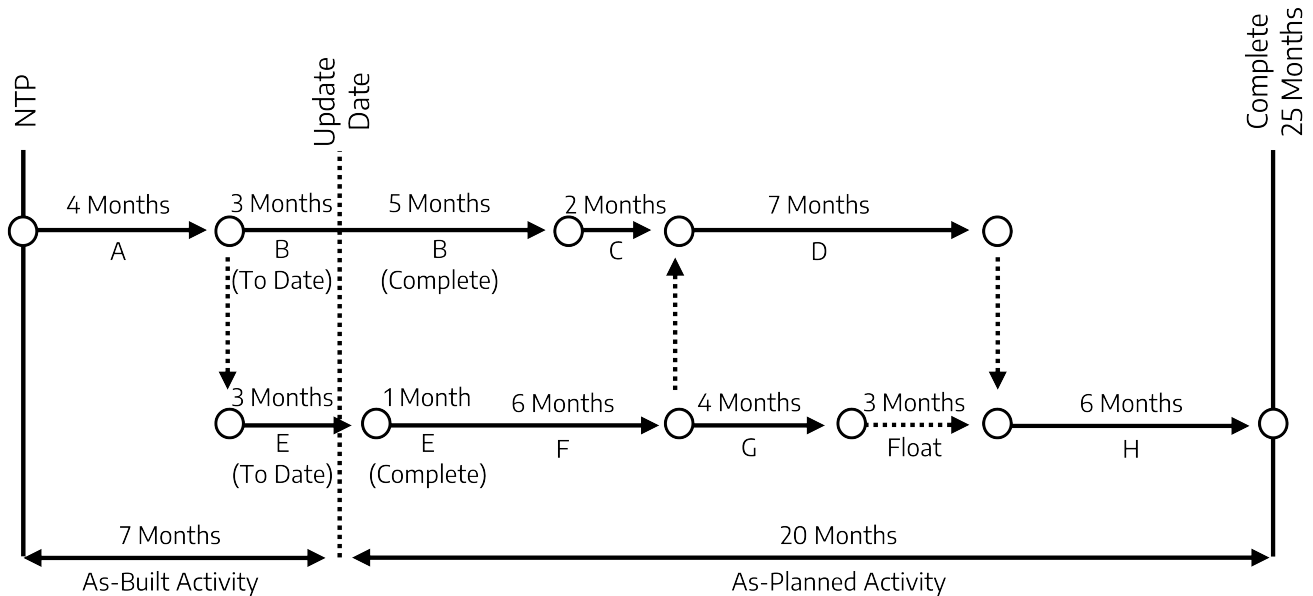 NTP
Update
Date
Complete
25 Months
4 Months
A
3 Months
B
(To Date)
5 Months
B
(Complete)
2 Months
C
7 Months
D
3 Months
E
(To Date)
1 Month
E
(Complete)
6 Months
F
4 Months
G
3 Months
Float
6 Months
H
7 Months
As-Built Activity
20 Months
As-Planned Activity